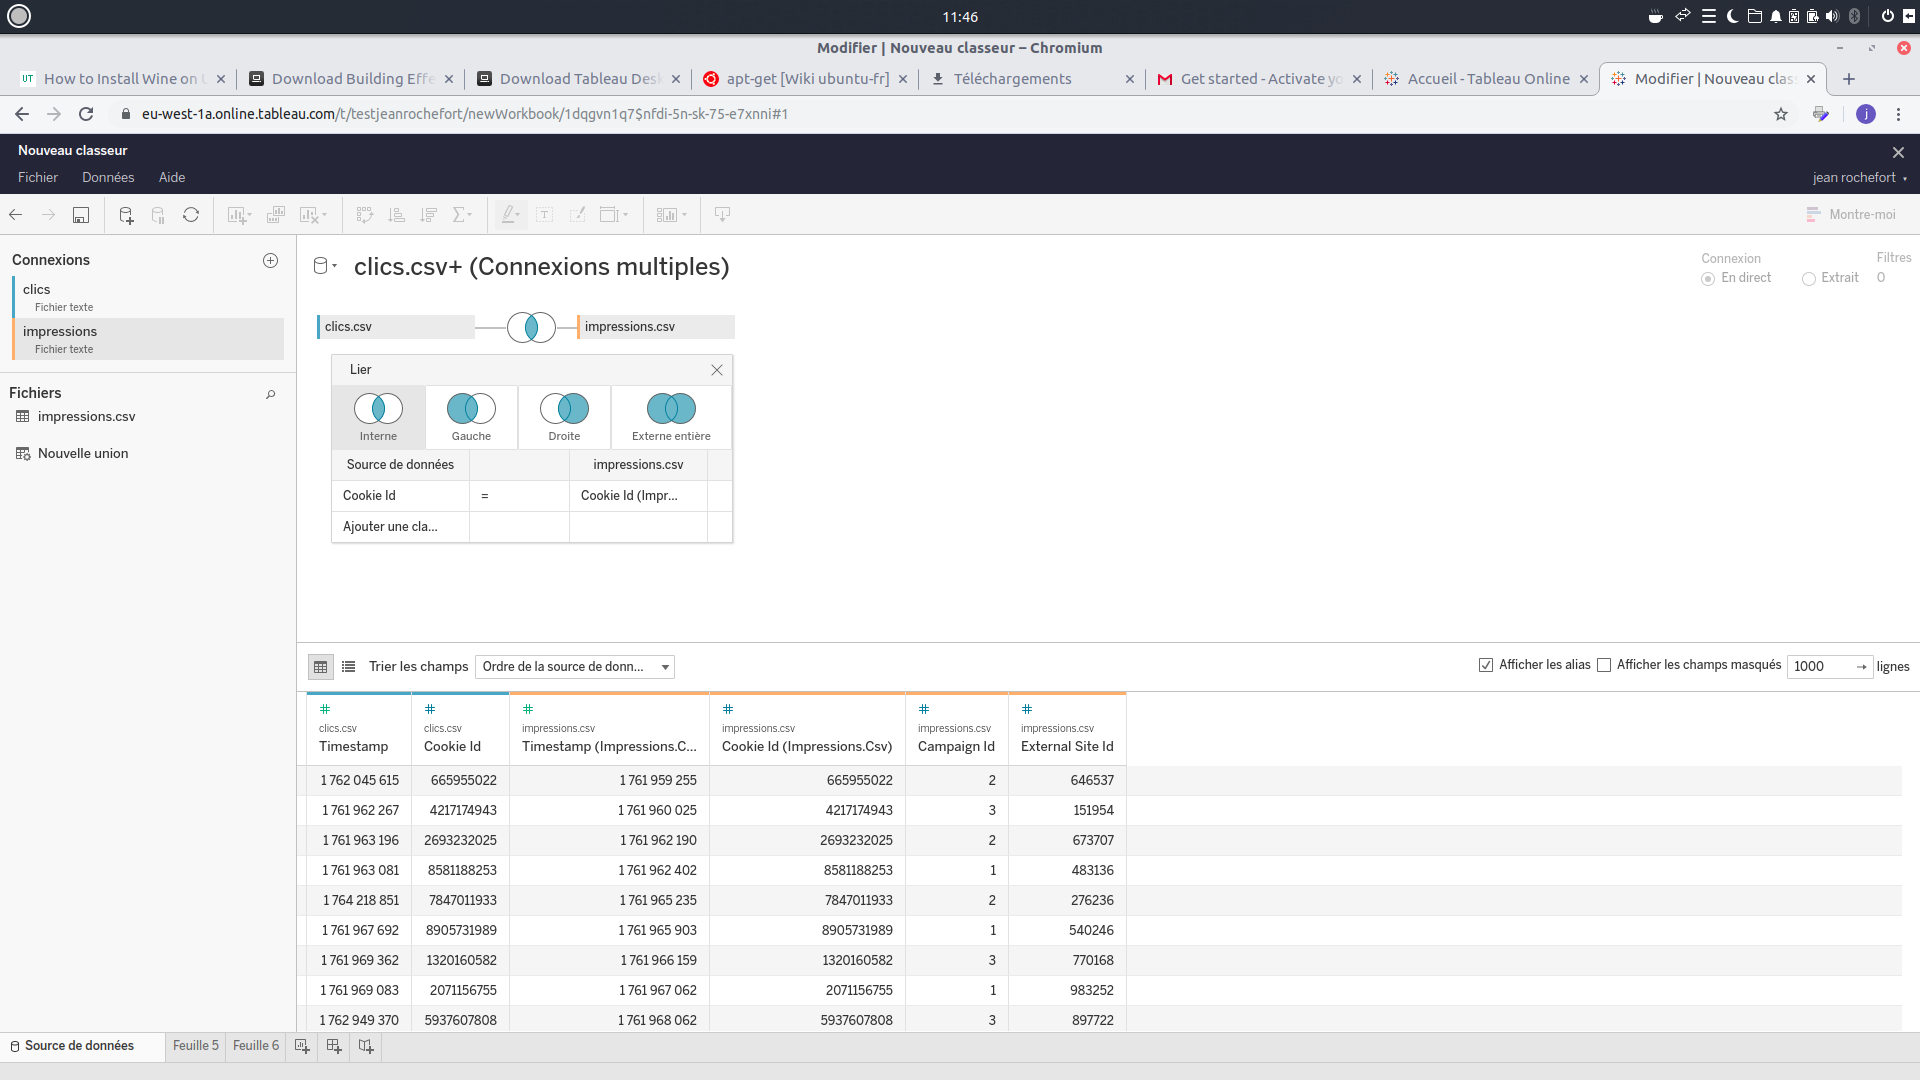 11:46
Modifier | Nouveau classeur – Chromium
How to Install Wine on
Download Building Effe
Download Tableau Desk
apt-get [Wiki ubuntu-fr]
Téléchargements
Get started - Activate yo
Accueil - Tableau Online
Modifier | Nouveau clas
eu-west-1a.online.tableau.com/t/testjeanrochefort/newWorkbook/1dqgvn1q7$nfdi-5n-sk-75-e7xnni#1
j
Nouveau classeur
Fichier Données Aide
jean rochefort
Montre-moi
Connexions
clics
Fichier texte
impressions
Fichier texte
Fichiers
impressions.csv
Nouvelle union
clics.csv+ (Connexions multiples)
Connexion
En direct Extrait
Filtres
0
clics.csv
impressions.csv
Lier
Interne Gauche Droite Externe entière
Source de données impressions.csv
Cookie Id = Cookie Id (Impr...
Ajouter une cla...
Trier les champs Ordre de la source de donn...
Afficher les alias Afficher les champs masqués 1000 lignes
clics.csv clics.csv impressions.csv impressions.csv impressions.csv impressions.csv
Timestamp Cookie Id Timestamp (Impressions.C... Cookie Id (Impressions.Csv) Campaign Id External Site Id
1 762 045 615 665955022 1 761 959 255 665955022 2 646537
1 761 962 267 4217174943 1 761 960 025 4217174943 3 151954
1 761 963 196 2693232025 1 761 962 190 2693232025 2 673707
1 761 963 081 8581188253 1 761 962 402 8581188253 1 483136
1 764 218 851 7847011933 1 761 965 235 7847011933 2 276236
1 761 967 692 8905731989 1 761 965 903 8905731989 1 540246
1 761 969 362 1320160582 1 761 966 159 1320160582 3 770168
1 761 969 083 2071156755 1 761 967 062 2071156755 1 983252
1 762 949 370 5937607808 1 761 968 062 5937607808 3 897722
Source de données Feuille 5 Feuille 6